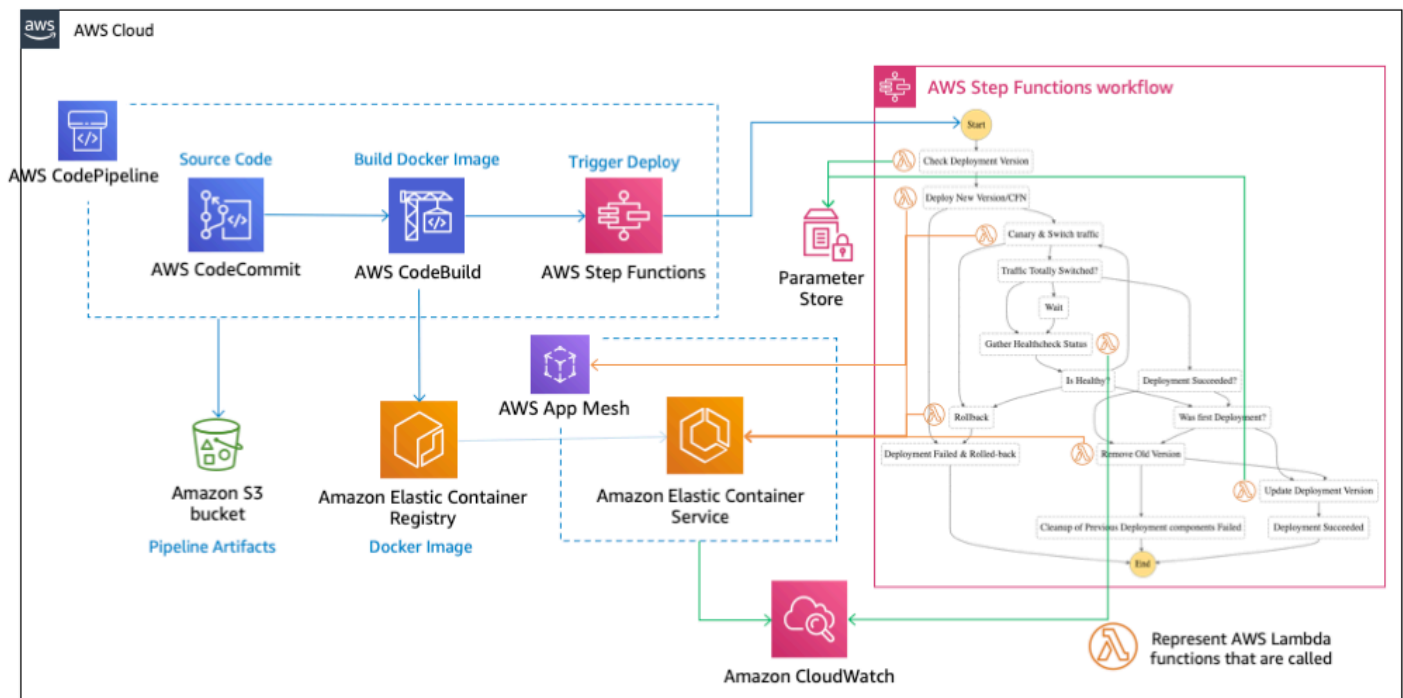 aws
AWS Cloud
AWS Step Functions workflow
AWS CodePipeline
Source Code
AWS CodeCommit
Build Docker Image
AWS CodeBuild
Trigger Deploy
AWS Step Functions
Parameter
Store
Start
Check Deployment Version
Deploy New Version/CFN
Canary & Switch traffic
Traffic Totally Switched?
Wait
Gather Healthcheck Status
Is Healthy?
Deployment Succeeded?
Rollback
Was first Deployment?
Deployment Failed & Rolled-back
Remove Old Version
Update Deployment Version
Cleanup of Previous Deployment components Failed
Deployment Succeeded
End
AWS App Mesh
Amazon S3
bucket
Pipeline Artifacts
Amazon Elastic Container
Registry
Docker Image
Amazon Elastic Container
Service
Amazon CloudWatch
Represent AWS Lambda
functions that are called